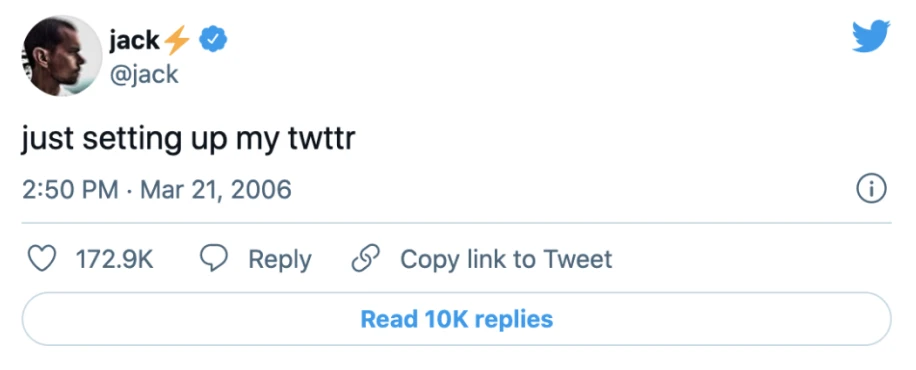 jack⚡
@jack
just setting up my twttr
2:50 PM · Mar 21, 2006
172.9K Reply Copy link to Tweet
Read 10K replies